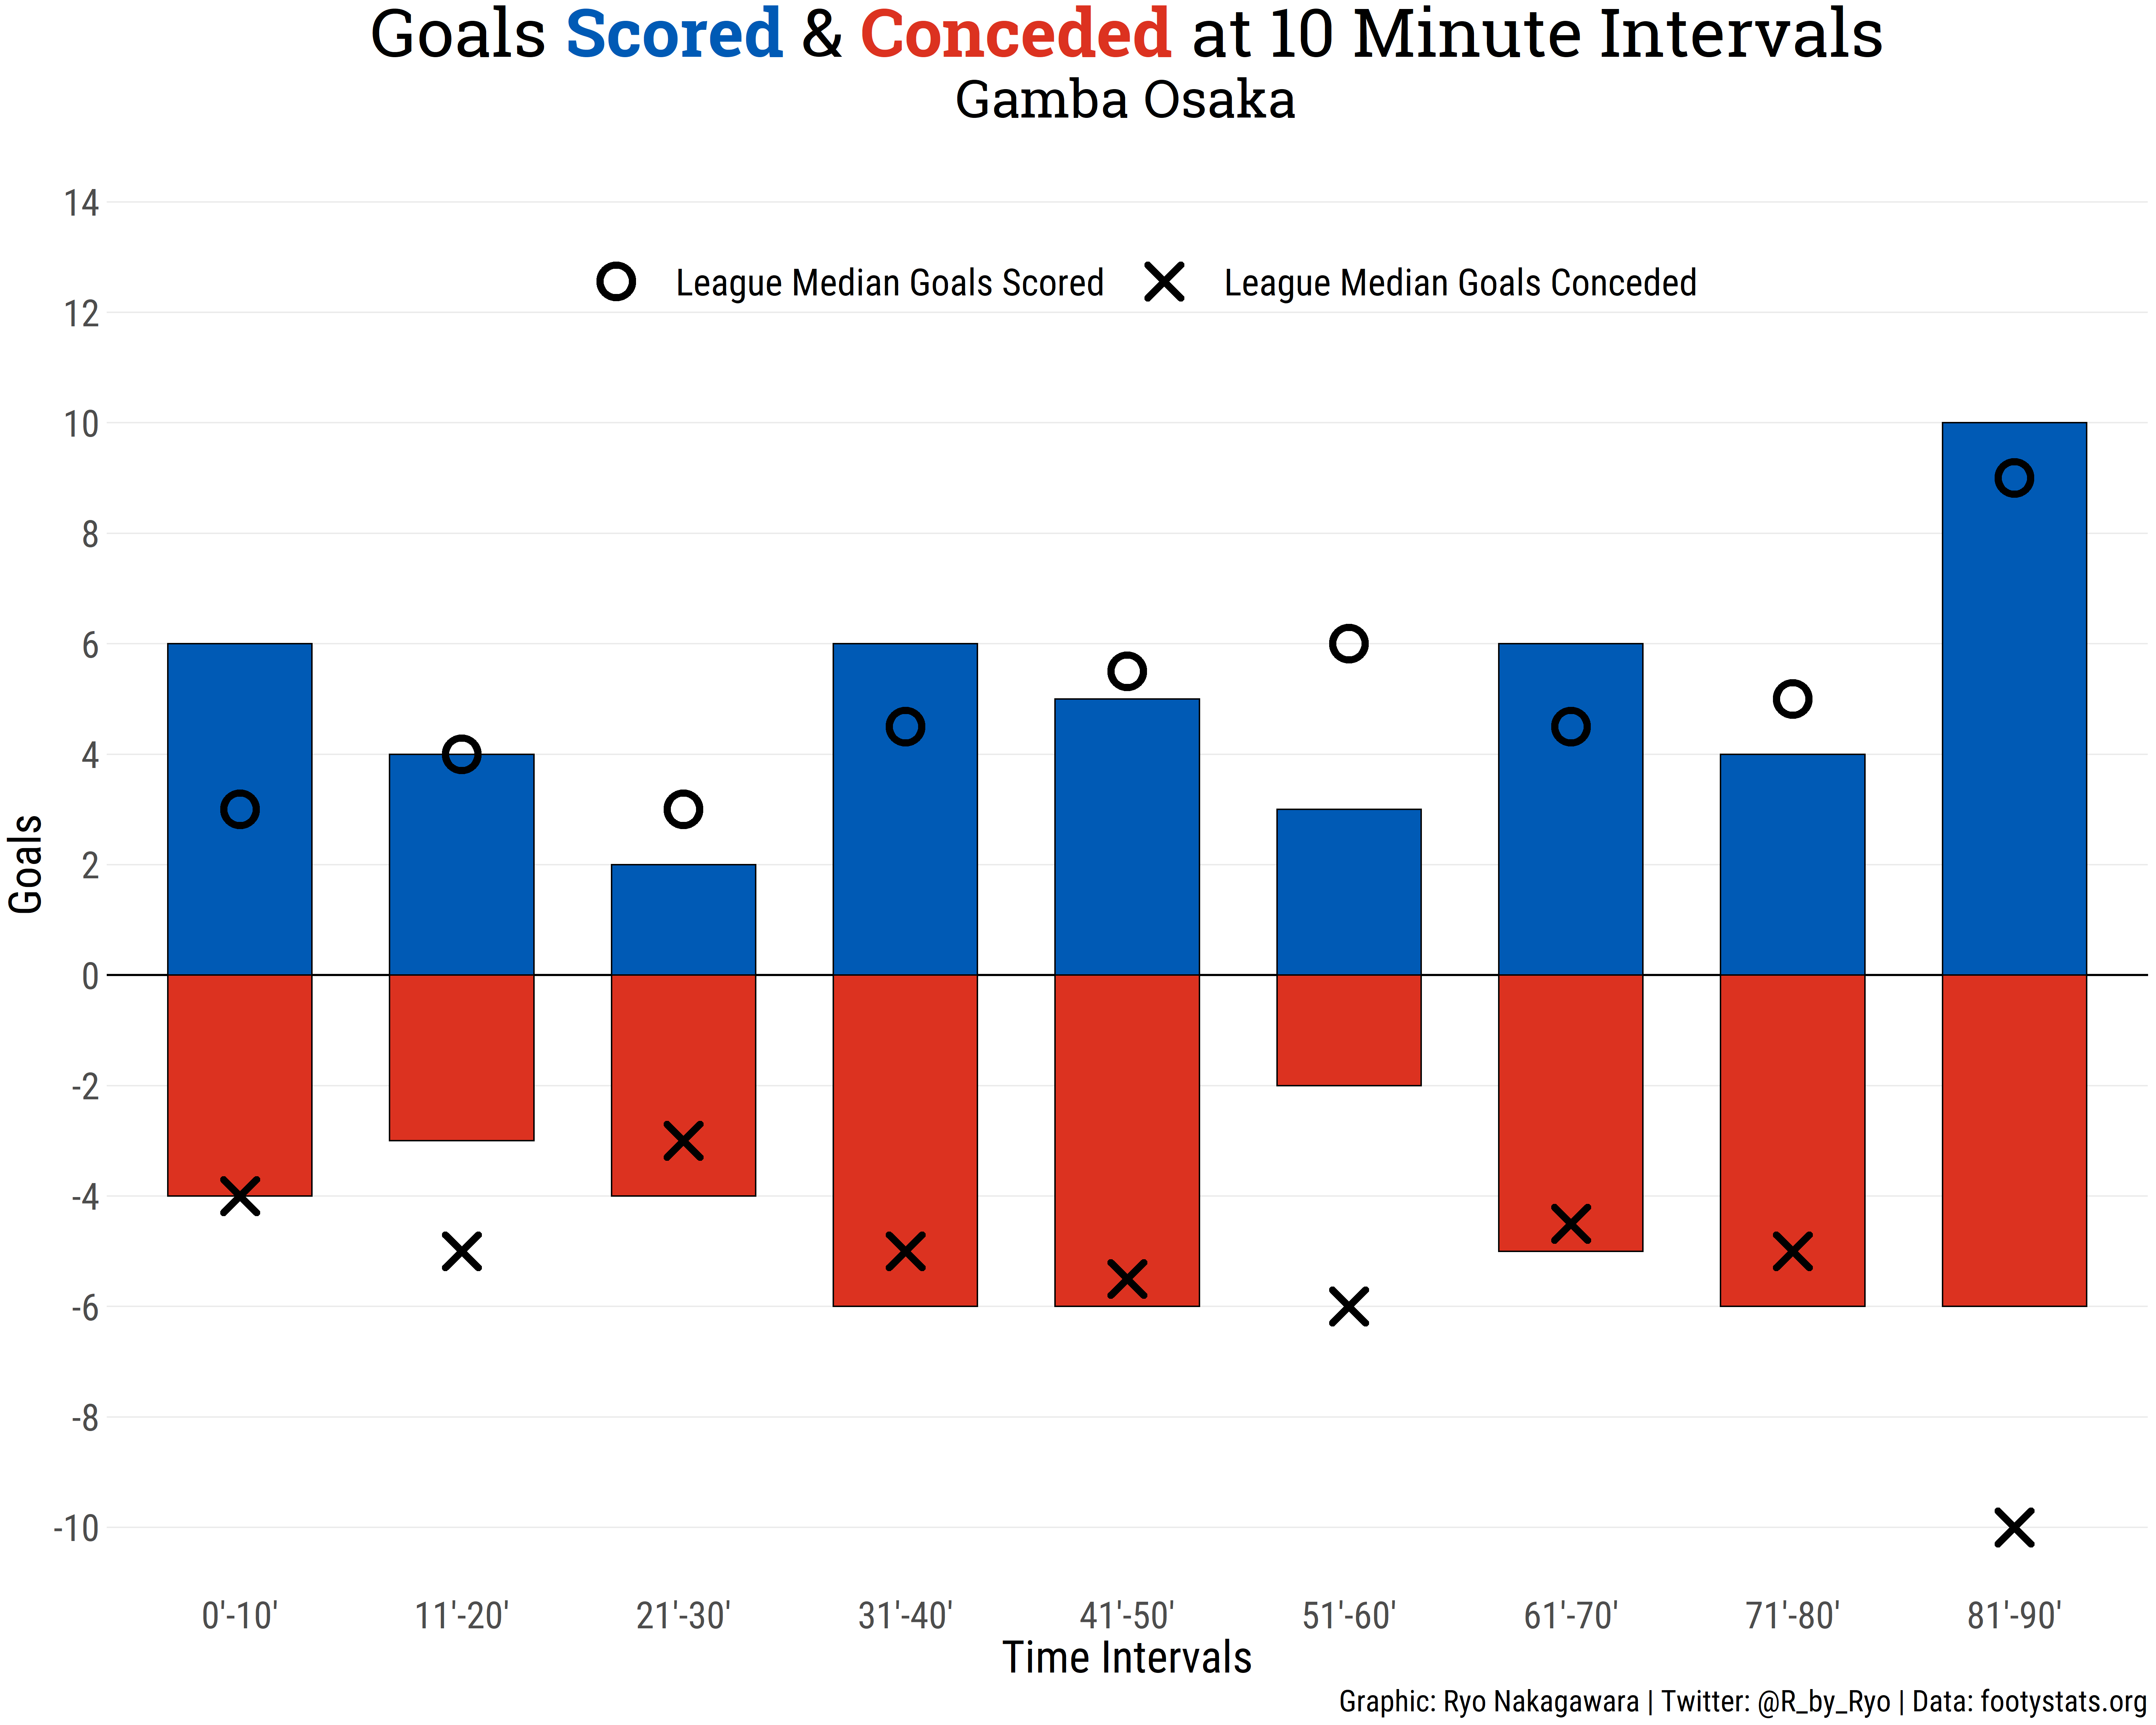 Goals Scored & Conceded at 10 Minute Intervals
Gamba Osaka
14
League Median Goals Scored League Median Goals Conceded
12
10
8
6
4
2
Goals
0
-2
-4
-6
-8
-10
0'-10' 11'-20' 21'-30' 31'-40' 41'-50' 51'-60' 61'-70' 71'-80' 81'-90'
Time Intervals
Graphic: Ryo Nakagawara | Twitter: @R_by_Ryo | Data: footystats.org